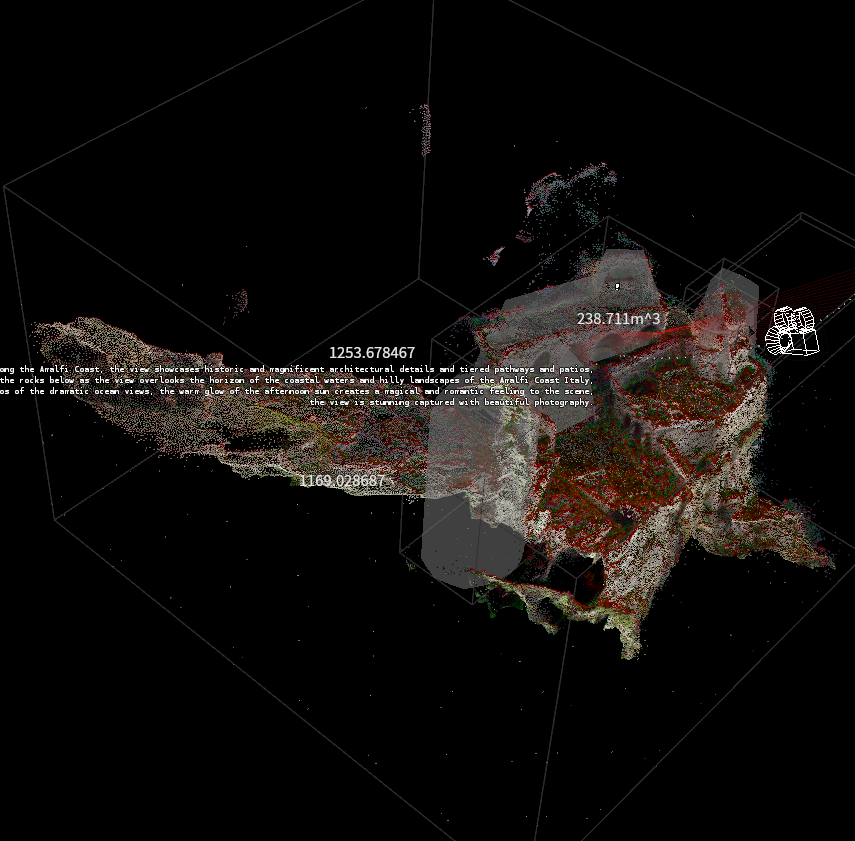 238.711m^3
1253.678467
ong the Amalfi Coast, the view showcases historic and magnificent architectural details and tiered pathways and patios,
the rocks below as the view overlooks the horizon of the coastal waters and hilly landscapes of the Amalfi Coast Italy,
os of the dramatic ocean views, the warm glow of the afternoon sun creates a magical and romantic feeling to the scene,
the view is stunning captured with beautiful photography.
1169.028687